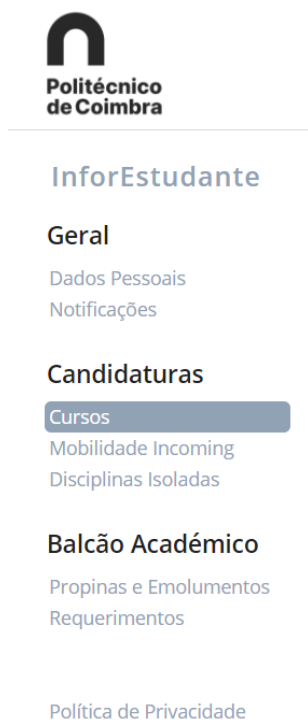 Politécnico
de Coimbra
InforEstudante
Geral
Dados Pessoais
Notificações
Candidaturas
Cursos
Mobilidade Incoming
Disciplinas Isoladas
Balcão Académico
Propinas e Emolumentos
Requerimentos
Política de Privacidade